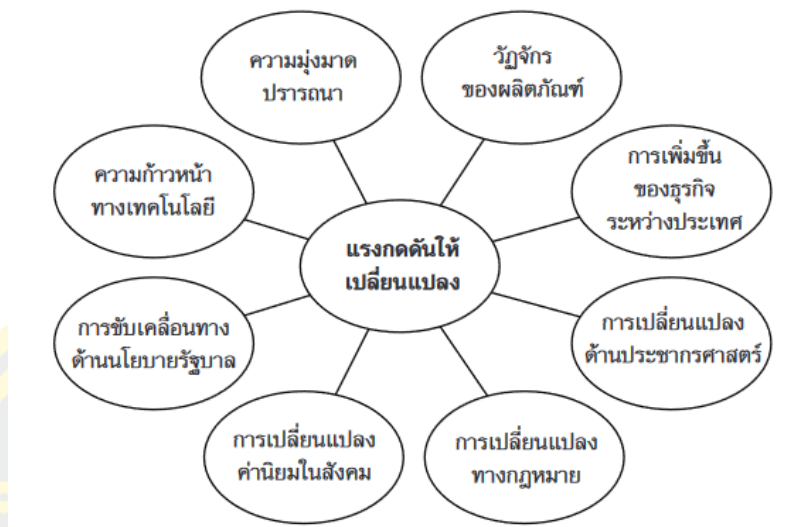 ความมุ่งมาด
ปรารถนา
วัฏจักร
ของผลิตภัณฑ์
ความก้าวหน้า
ทางเทคโนโลยี
การเพิ่มขึ้น
ของธุรกิจ
ระหว่างประเทศ
แรงกดดันให้
เปลี่ยนแปลง
การขับเคลื่อนทาง
ด้านนโยบายรัฐบาล
การเปลี่ยนแปลง
ด้านประชากรศาสตร์
การเปลี่ยนแปลง
ค่านิยมในสังคม
การเปลี่ยนแปลง
ทางกฎหมาย